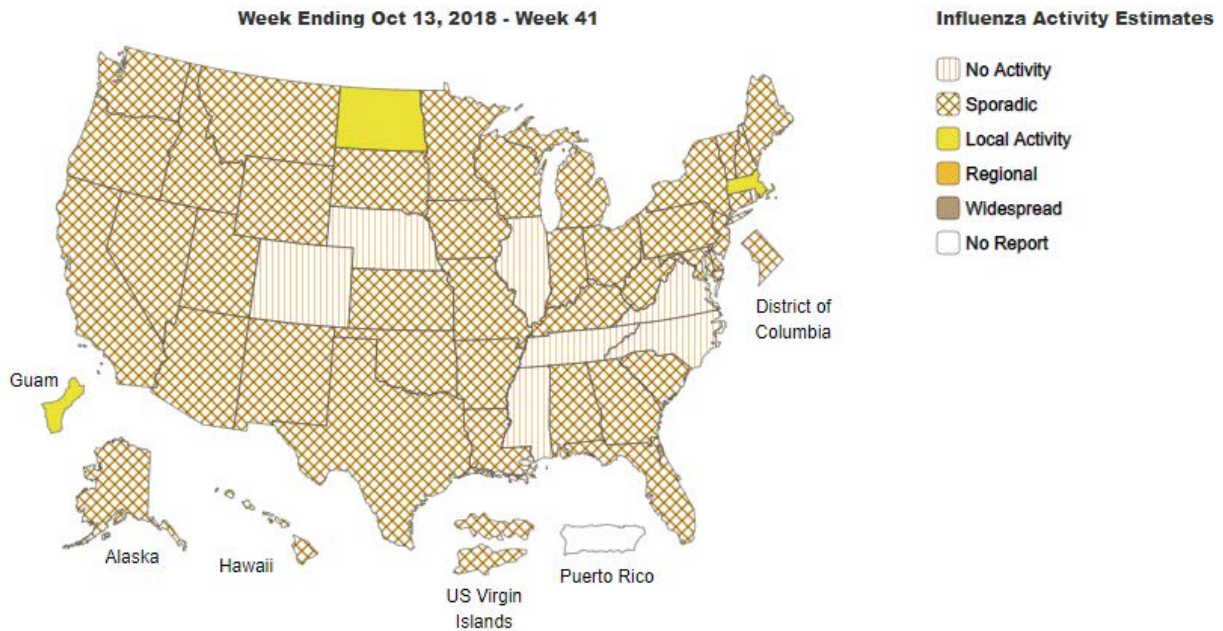 Week Ending Oct 13, 2018 - Week 41
Influenza Activity Estimates
No Activity
Sporadic
Local Activity
Regional
Widespread
No Report
District of
Columbia
Guam
Alaska
Hawaii
US Virgin
Islands
Puerto Rico